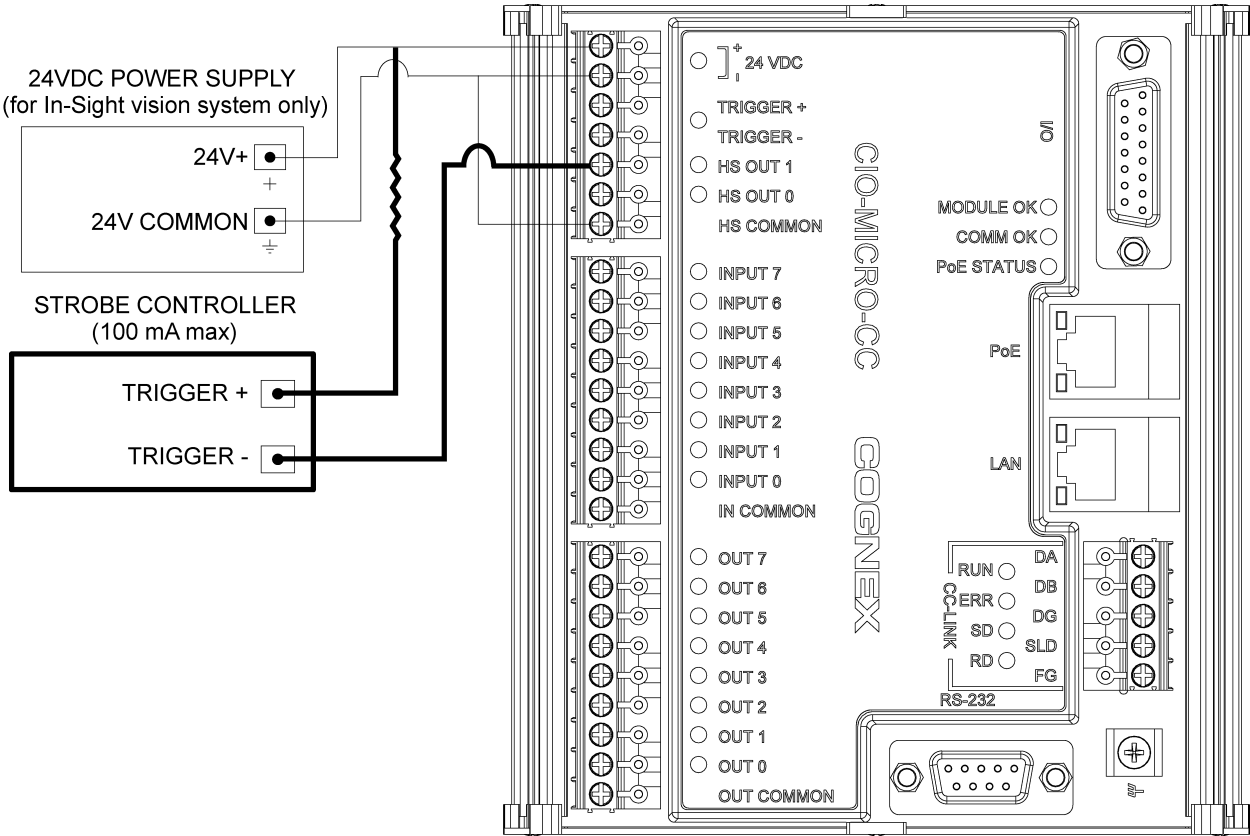 24VDC POWER SUPPLY
(for In-Sight vision system only)
24V+
+
24V COMMON
STROBE CONTROLLER
(100 mA max)
TRIGGER +
TRIGGER -
+
24 VDC
-
TRIGGER +
TRIGGER -
HS OUT 1
HS OUT 0
HS COMMON
INPUT 7
INPUT 6
INPUT 5
INPUT 4
INPUT 3
INPUT 2
INPUT 1
INPUT 0
IN COMMON
OUT 7
OUT 6
OUT 5
OUT 4
OUT 3
OUT 2
OUT 1
OUT 0
OUT COMMON
CIO-MICRO-CC
COGNEX
I/O
MODULE OK
COMM OK
PoE STATUS
PoE
LAN
CC-LINK
RUN
ERR
SD
RD
DA
DB
DG
SLD
FG
RS-232